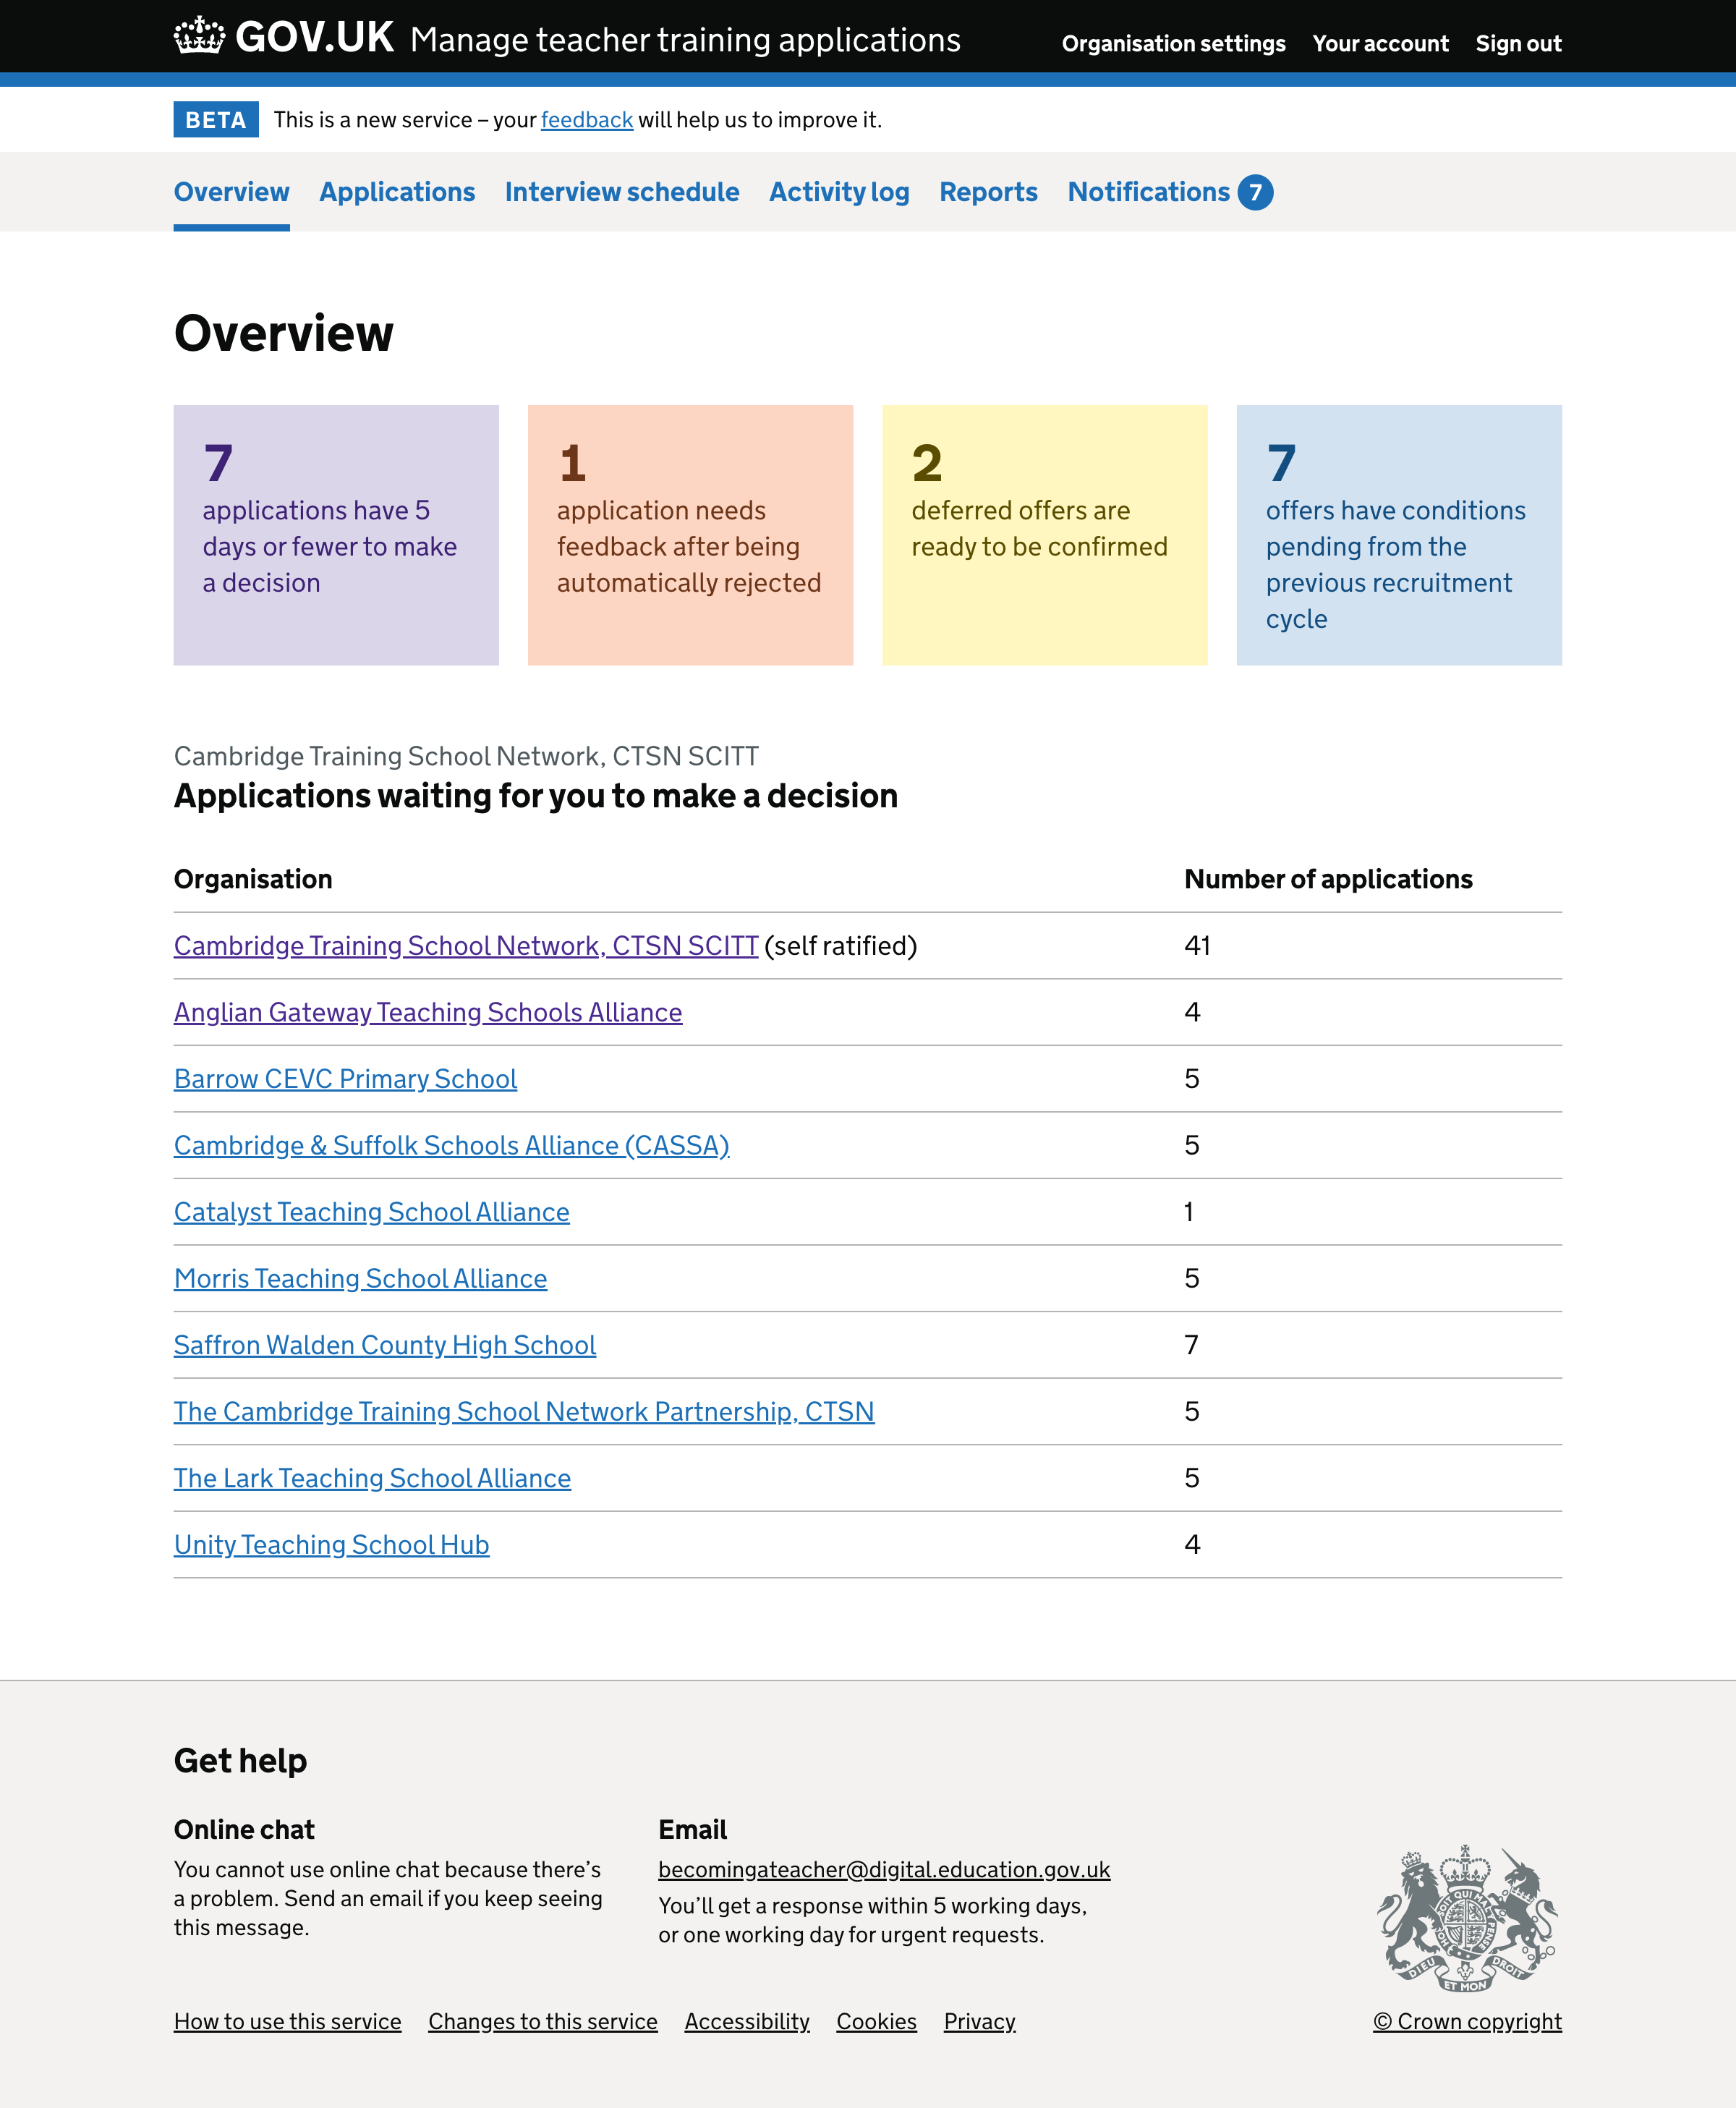 GOV.UK Manage teacher training applications
Organisation settings Your account Sign out
BETA This is a new service – your feedback will help us to improve it.
Overview Applications Interview schedule Activity log Reports Notifications 7
Overview
7
applications have 5
days or fewer to make
a decision
1
application needs
feedback after being
automatically rejected
2
deferred offers are
ready to be confirmed
7
offers have conditions
pending from the
previous recruitment
cycle
Cambridge Training School Network, CTSN SCITT
Applications waiting for you to make a decision
Organisation Number of applications
Cambridge Training School Network, CTSN SCITT (self ratified) 41
Anglian Gateway Teaching Schools Alliance 4
Barrow CEVC Primary School 5
Cambridge & Suffolk Schools Alliance (CASSA) 5
Catalyst Teaching School Alliance 1
Morris Teaching School Alliance 5
Saffron Walden County High School 7
The Cambridge Training School Network Partnership, CTSN 5
The Lark Teaching School Alliance 5
Unity Teaching School Hub 4
Get help
Online chat
You cannot use online chat because there’s
a problem. Send an email if you keep seeing
this message.
Email
becomingateacher@digital.education.gov.uk
You’ll get a response within 5 working days,
or one working day for urgent requests.
DIEU ET MON DROIT
How to use this service Changes to this service Accessibility Cookies Privacy
© Crown copyright